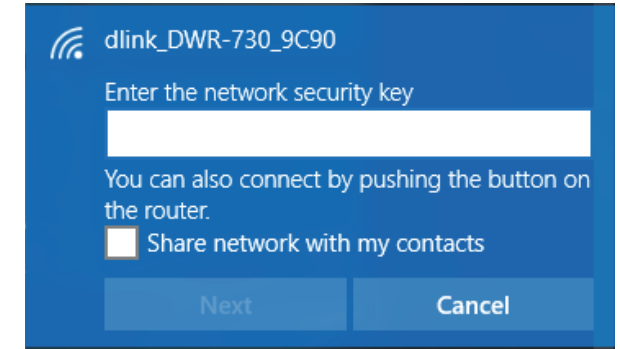 dlink_DWR-730_9C90
Enter the network security key
You can also connect by pushing the button on
the router.
Share network with my contacts
Next Cancel